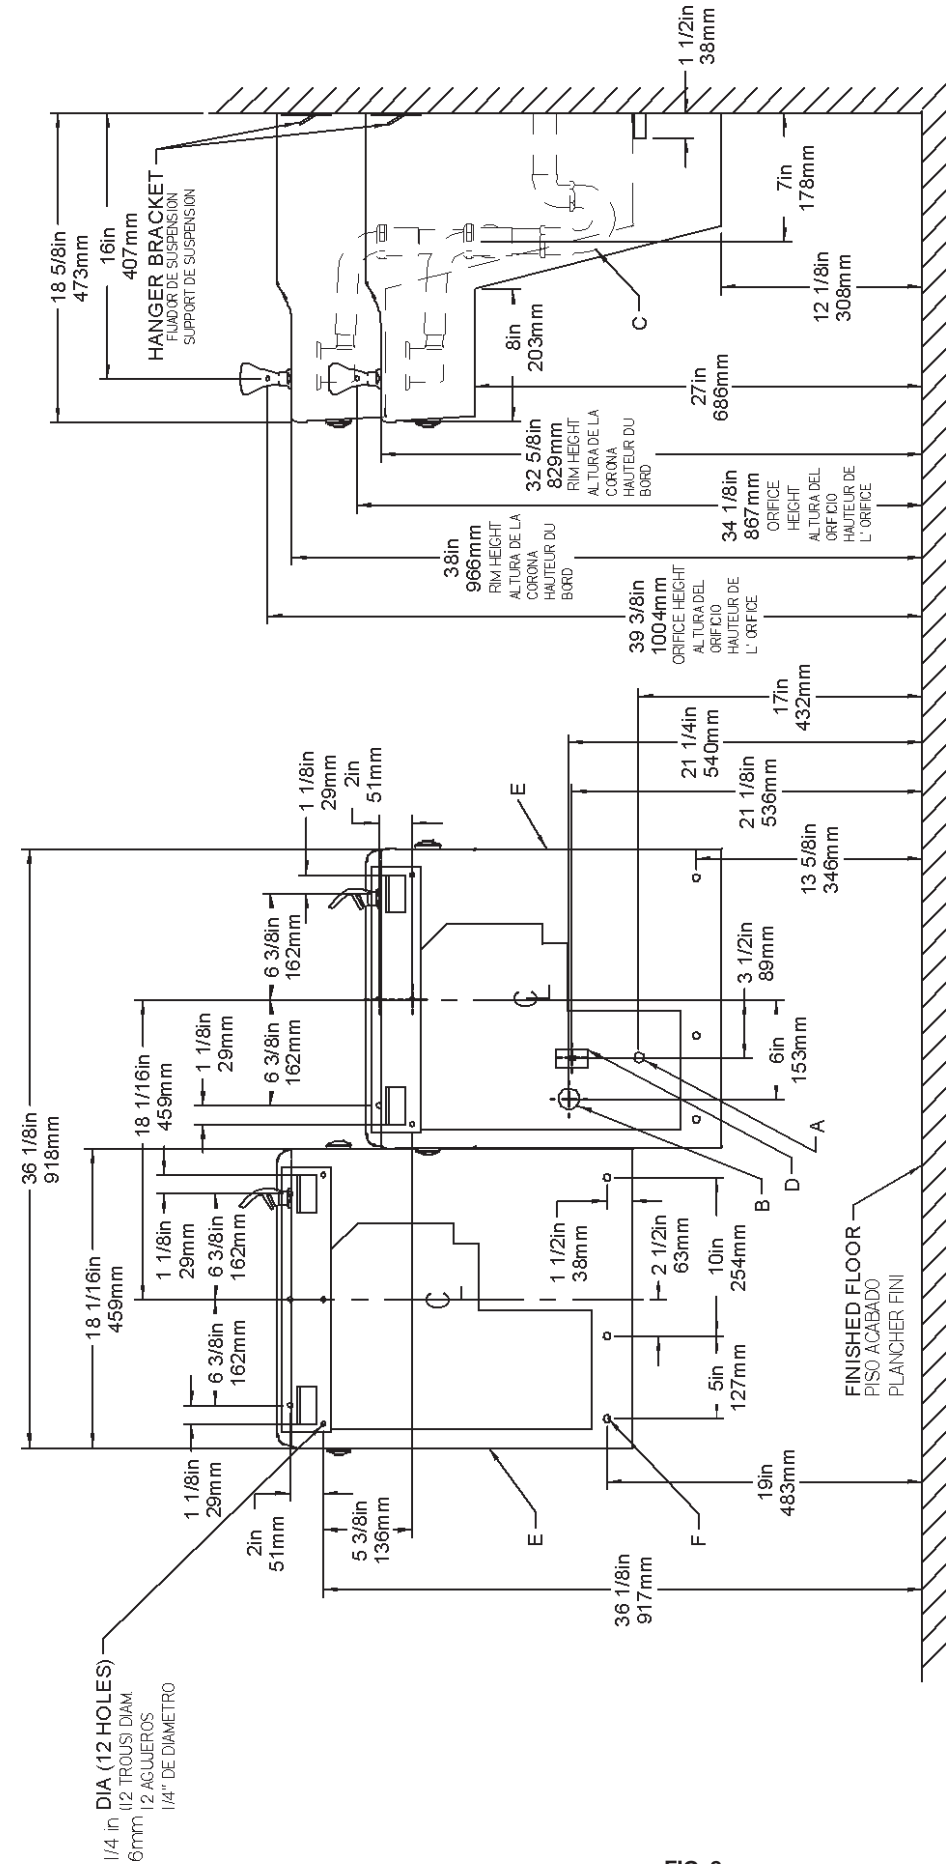 18 5/8in
473mm
16in
407mm
HANGER BRACKET
FIJADOR DE SUSPENSION
SUPPORT DE SUSPENSION
1 1/2in
38mm
7in
178mm
C
12 1/8in
308mm
8in
203mm
27in
686mm
32 5/8in
829mm
RIM HEIGHT
ALTURA DE LA
CORONA
HAUTEUR DU
BORD
34 1/8in
867mm
ORIFICE
HEIGHT
ALTURA DEL
ORIFICIO
HAUTEUR DE
L' ORIFICE
38in
966mm
RIM HEIGHT
ALTURA DE LA
CORONA
HAUTEUR DU
BORD
39 3/8in
1004mm
ORIFICE HEIGHT
ALTURA DEL
ORIFICIO
HAUTEUR DE
L' ORIFICE
36 1/8in
918mm
18 1/16in
459mm
18 1/16in
459mm
1 1/8in
29mm
2in
51mm
6 3/8in
162mm
6 3/8in
162mm
1 1/8in
29mm
E
CL
21 1/4in
540mm
17in
432mm
21 1/8in
536mm
13 5/8in
346mm
3 1/2in
89mm
6in
153mm
A
D
B
1 1/8in
29mm
6 3/8in
162mm
6 3/8in
162mm
1 1/8in
29mm
CL
1 1/2in
38mm
2 1/2in
63mm
10in
254mm
5in
127mm
2in
51mm
5 3/8in
136mm
E
F
19in
483mm
36 1/8in
917mm
FINISHED FLOOR
PISO ACABADO
PLANCHER FINI
1/4 in DIA (12 HOLES)
6mm (12 TROUS) DIAM.
12 AGUJEROS
1/4" DE DIAMETRO